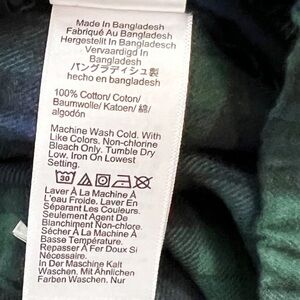 Made In Bangladesh
Fabriqué Au Bangladesh
Hergestellt In Bangladesch
Vervaardigd In
Bangladesh
バングラディシュ製
hecho en bangladesh
100% Cotton/ Coton/
Baumwolle/ Katoen/ 綿/
algodón
Machine Wash Cold. With
Like Colors. Non-chlorine
Bleach Only. Tumble Dry
Low, Iron On Lowest
Setting.
30
Laver À La Machine À
L'eau Froide. Laver En
Séparant Les Couleurs.
Seulement Agent De
Blanchiment Non-chloré.
Sécher À La Machine À
Basse Température.
Repasser À Fer Doux Si
Nécessaire.
In Der Maschine Kalt
Waschen. Mit Ähnlichen
Farben Waschen. Nur